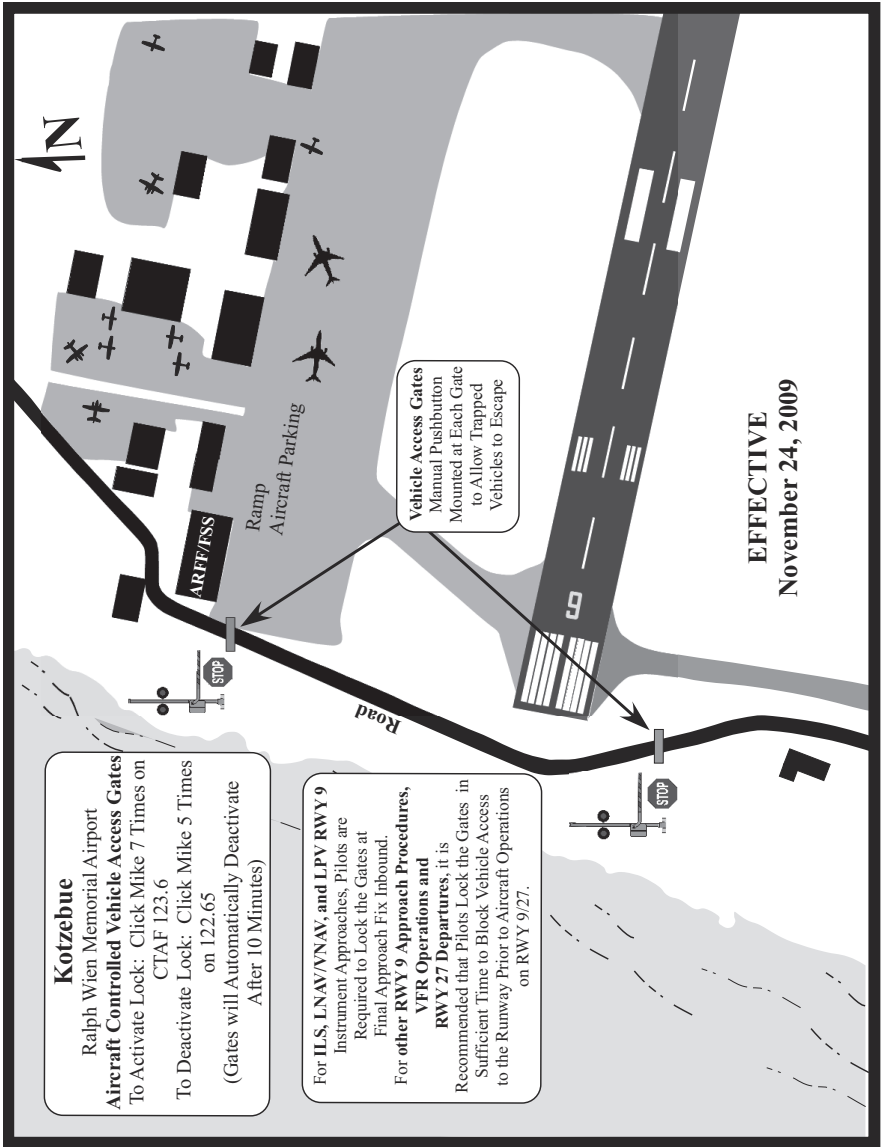 N
Kotzebue
Ralph Wien Memorial Airport
Aircraft Controlled Vehicle Access Gates
To Activate Lock: Click Mike 7 Times on
CTAF 123.6
To Deactivate Lock: Click Mike 5 Times
on 122.65
(Gates will Automatically Deactivate
After 10 Minutes)
For ILS, LNAV/VNAV, and LPV RWY 9
Instrument Approaches, Pilots are
Required to Lock the Gates at
Final Approach Fix Inbound.
For other RWY 9 Approach Procedures,
VFR Operations and
RWY 27 Departures, it is
Recommended that Pilots Lock the Gates in
Sufficient Time to Block Vehicle Access
to the Runway Prior to Aircraft Operations
on RWY 9/27.
STOP
STOP
Road
ARFF/FSS
Ramp
Aircraft Parking
Vehicle Access Gates
Manual Pushbutton
Mounted at Each Gate
to Allow Trapped
Vehicles to Escape
9
EFFECTIVE
November 24, 2009